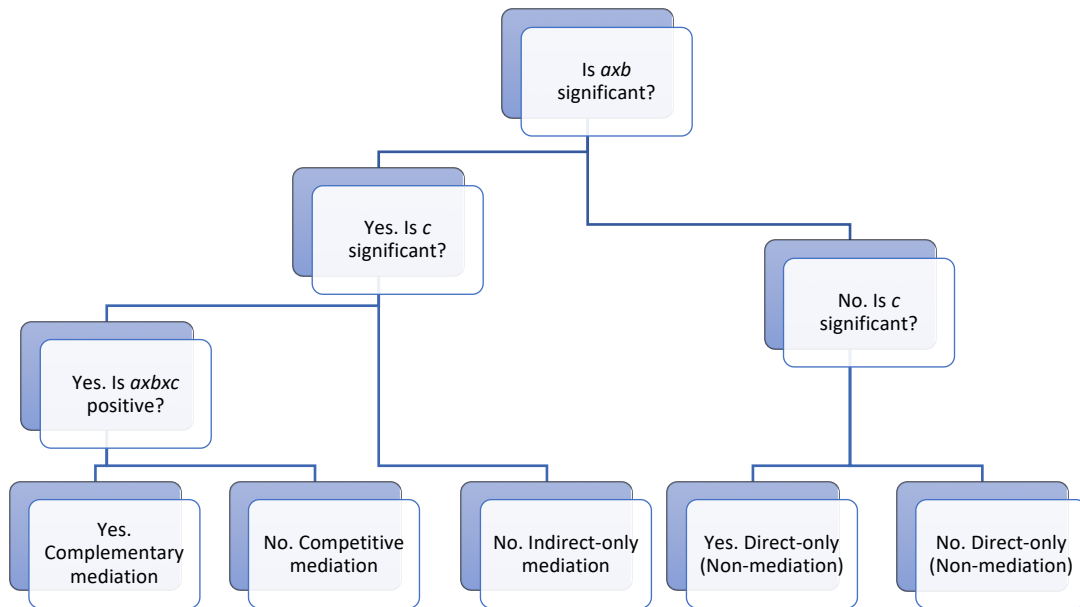 Is axb
significant?
Yes. Is c
significant?
No. Is c
significant?
Yes. Is axbxc
positive?
Yes.
Complementary
mediation
No. Competitive
mediation
No. Indirect-only
mediation
Yes. Direct-only
(Non-mediation)
No. Direct-only
(Non-mediation)